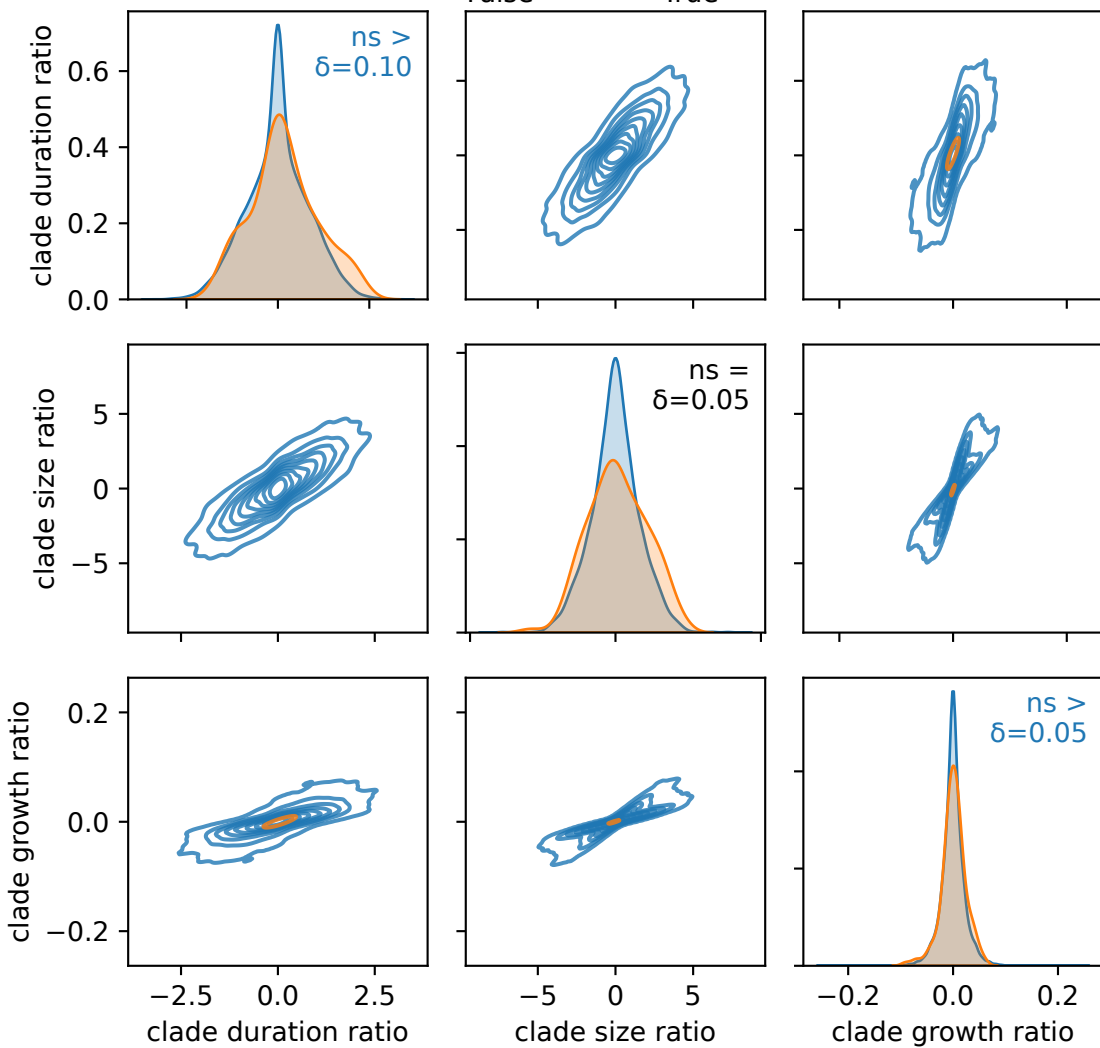 clade duration ratio
0.6
0.4
0.2
0.0
ns >
δ=0.10
−5
0
5
−0.2
0.0
0.2
clade size ratio
5
0
−5
ns =
δ=0.05
clade growth ratio
0.2
0.0
−0.2
ns >
δ=0.05
−2.5
0.0
2.5
clade duration ratio
clade size ratio
clade growth ratio